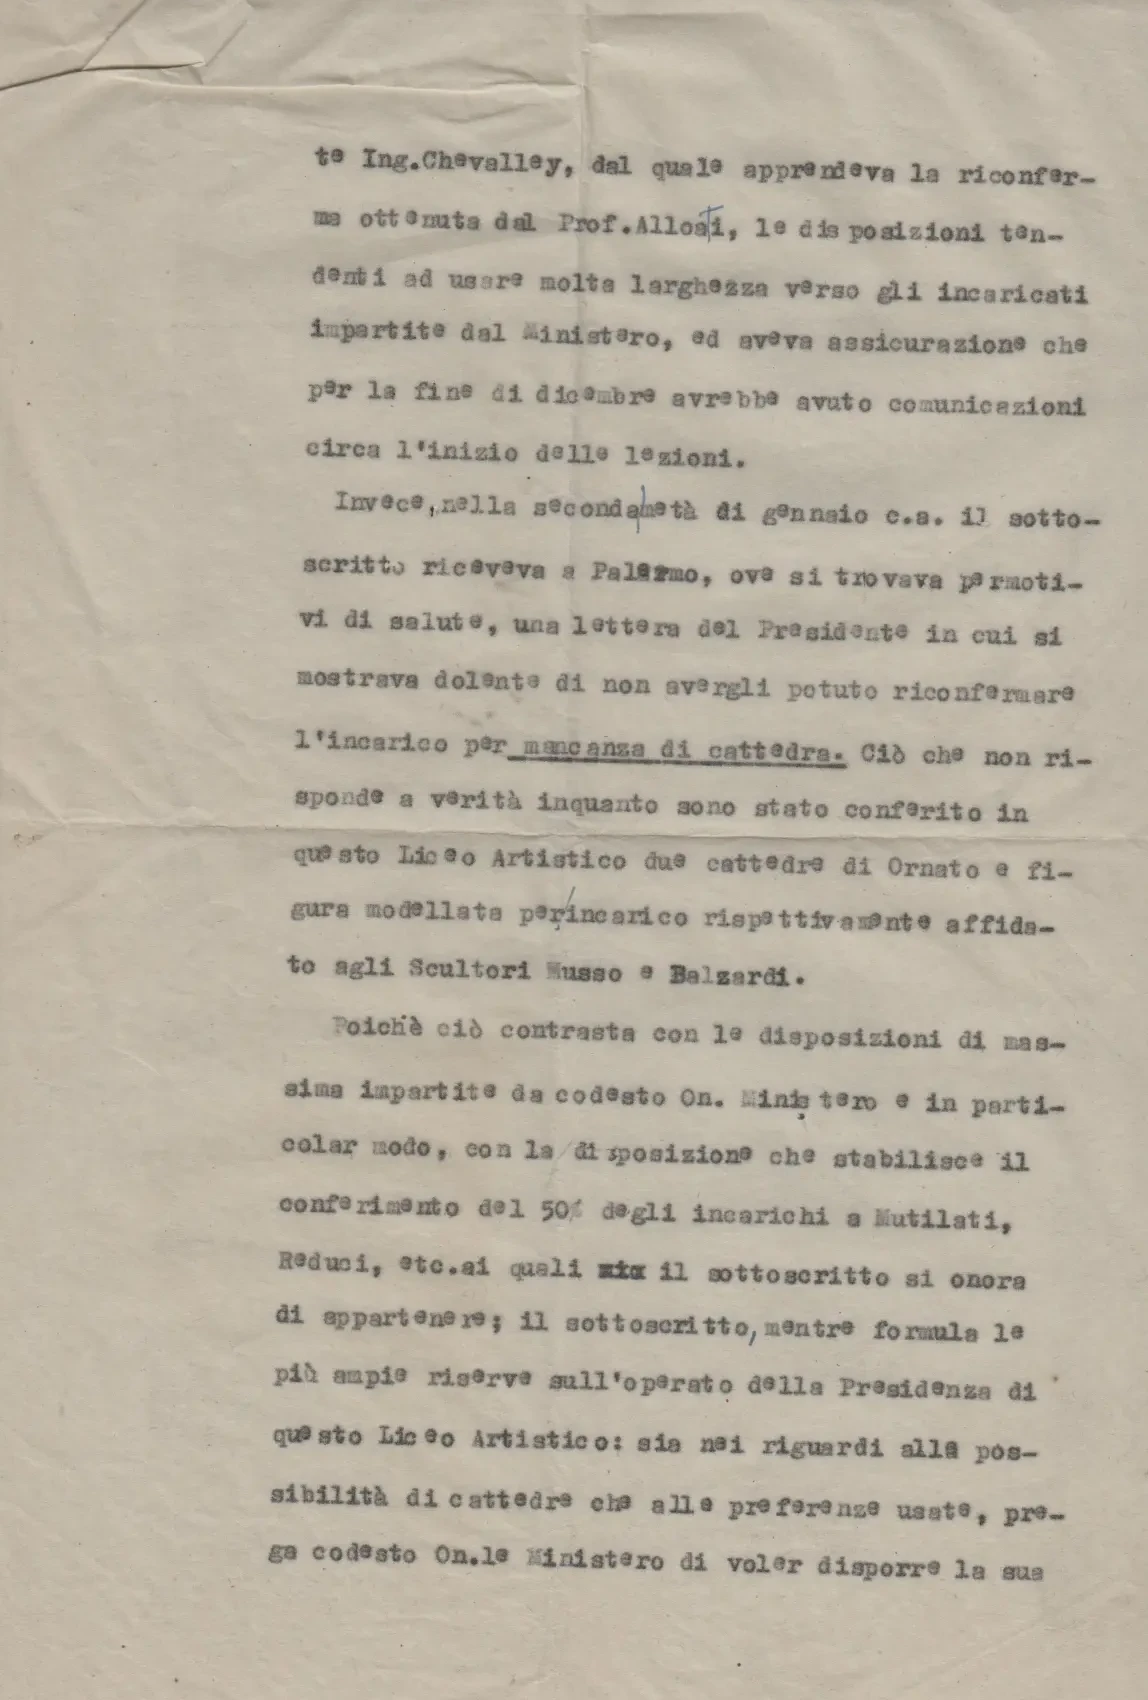 te Ing.Chevalley, dal quale apprendeva la riconfer-
ma ottenuta dal Prof.Allosti, le disposizioni ten-
denti ad usare molta larghezza verso gli incaricati
impartite dal Ministero, ed aveva assicurazione che
per la fine di dicembre avrebbe avuto comunicazioni
circa l'inizio delle lezioni.
Invece,nella seconda metà di gennaio c.a. il sotto-
scritto riceveva a Palermo, ove si trovava per moti-
vi di salute, una lettera del Presidente in cui si
mostrava dolente di non avergli potuto riconfermare
l'incarico per mancanza di cattedra. Ciò che non ri-
sponde a verità inquanto sono stato conferito in
questo Liceo Artistico due cattedre di Ornato e fi-
gura modellata per incarico rispettivamente affida-
to agli Scultori Musso e Balzardi.
Poichè ciò contrasta con le disposizioni di mas-
sima impartite da codesto On. Ministero e in parti-
colar modo, con la disposizione che stabilisce il
conferimento del 50% degli incarichi a Mutilati,
Reduci, etc.ai quali il sottoscritto si onora
di appartenere; il sottoscritto, mentre formula le
più ampie riserve sull'operato della Presidenza di
questo Liceo Artistico: sia nei riguardi alla pos-
sibilità di cattedre che alle preferenze usate, pre-
ga codesto On.le Ministero di voler disporre la sua